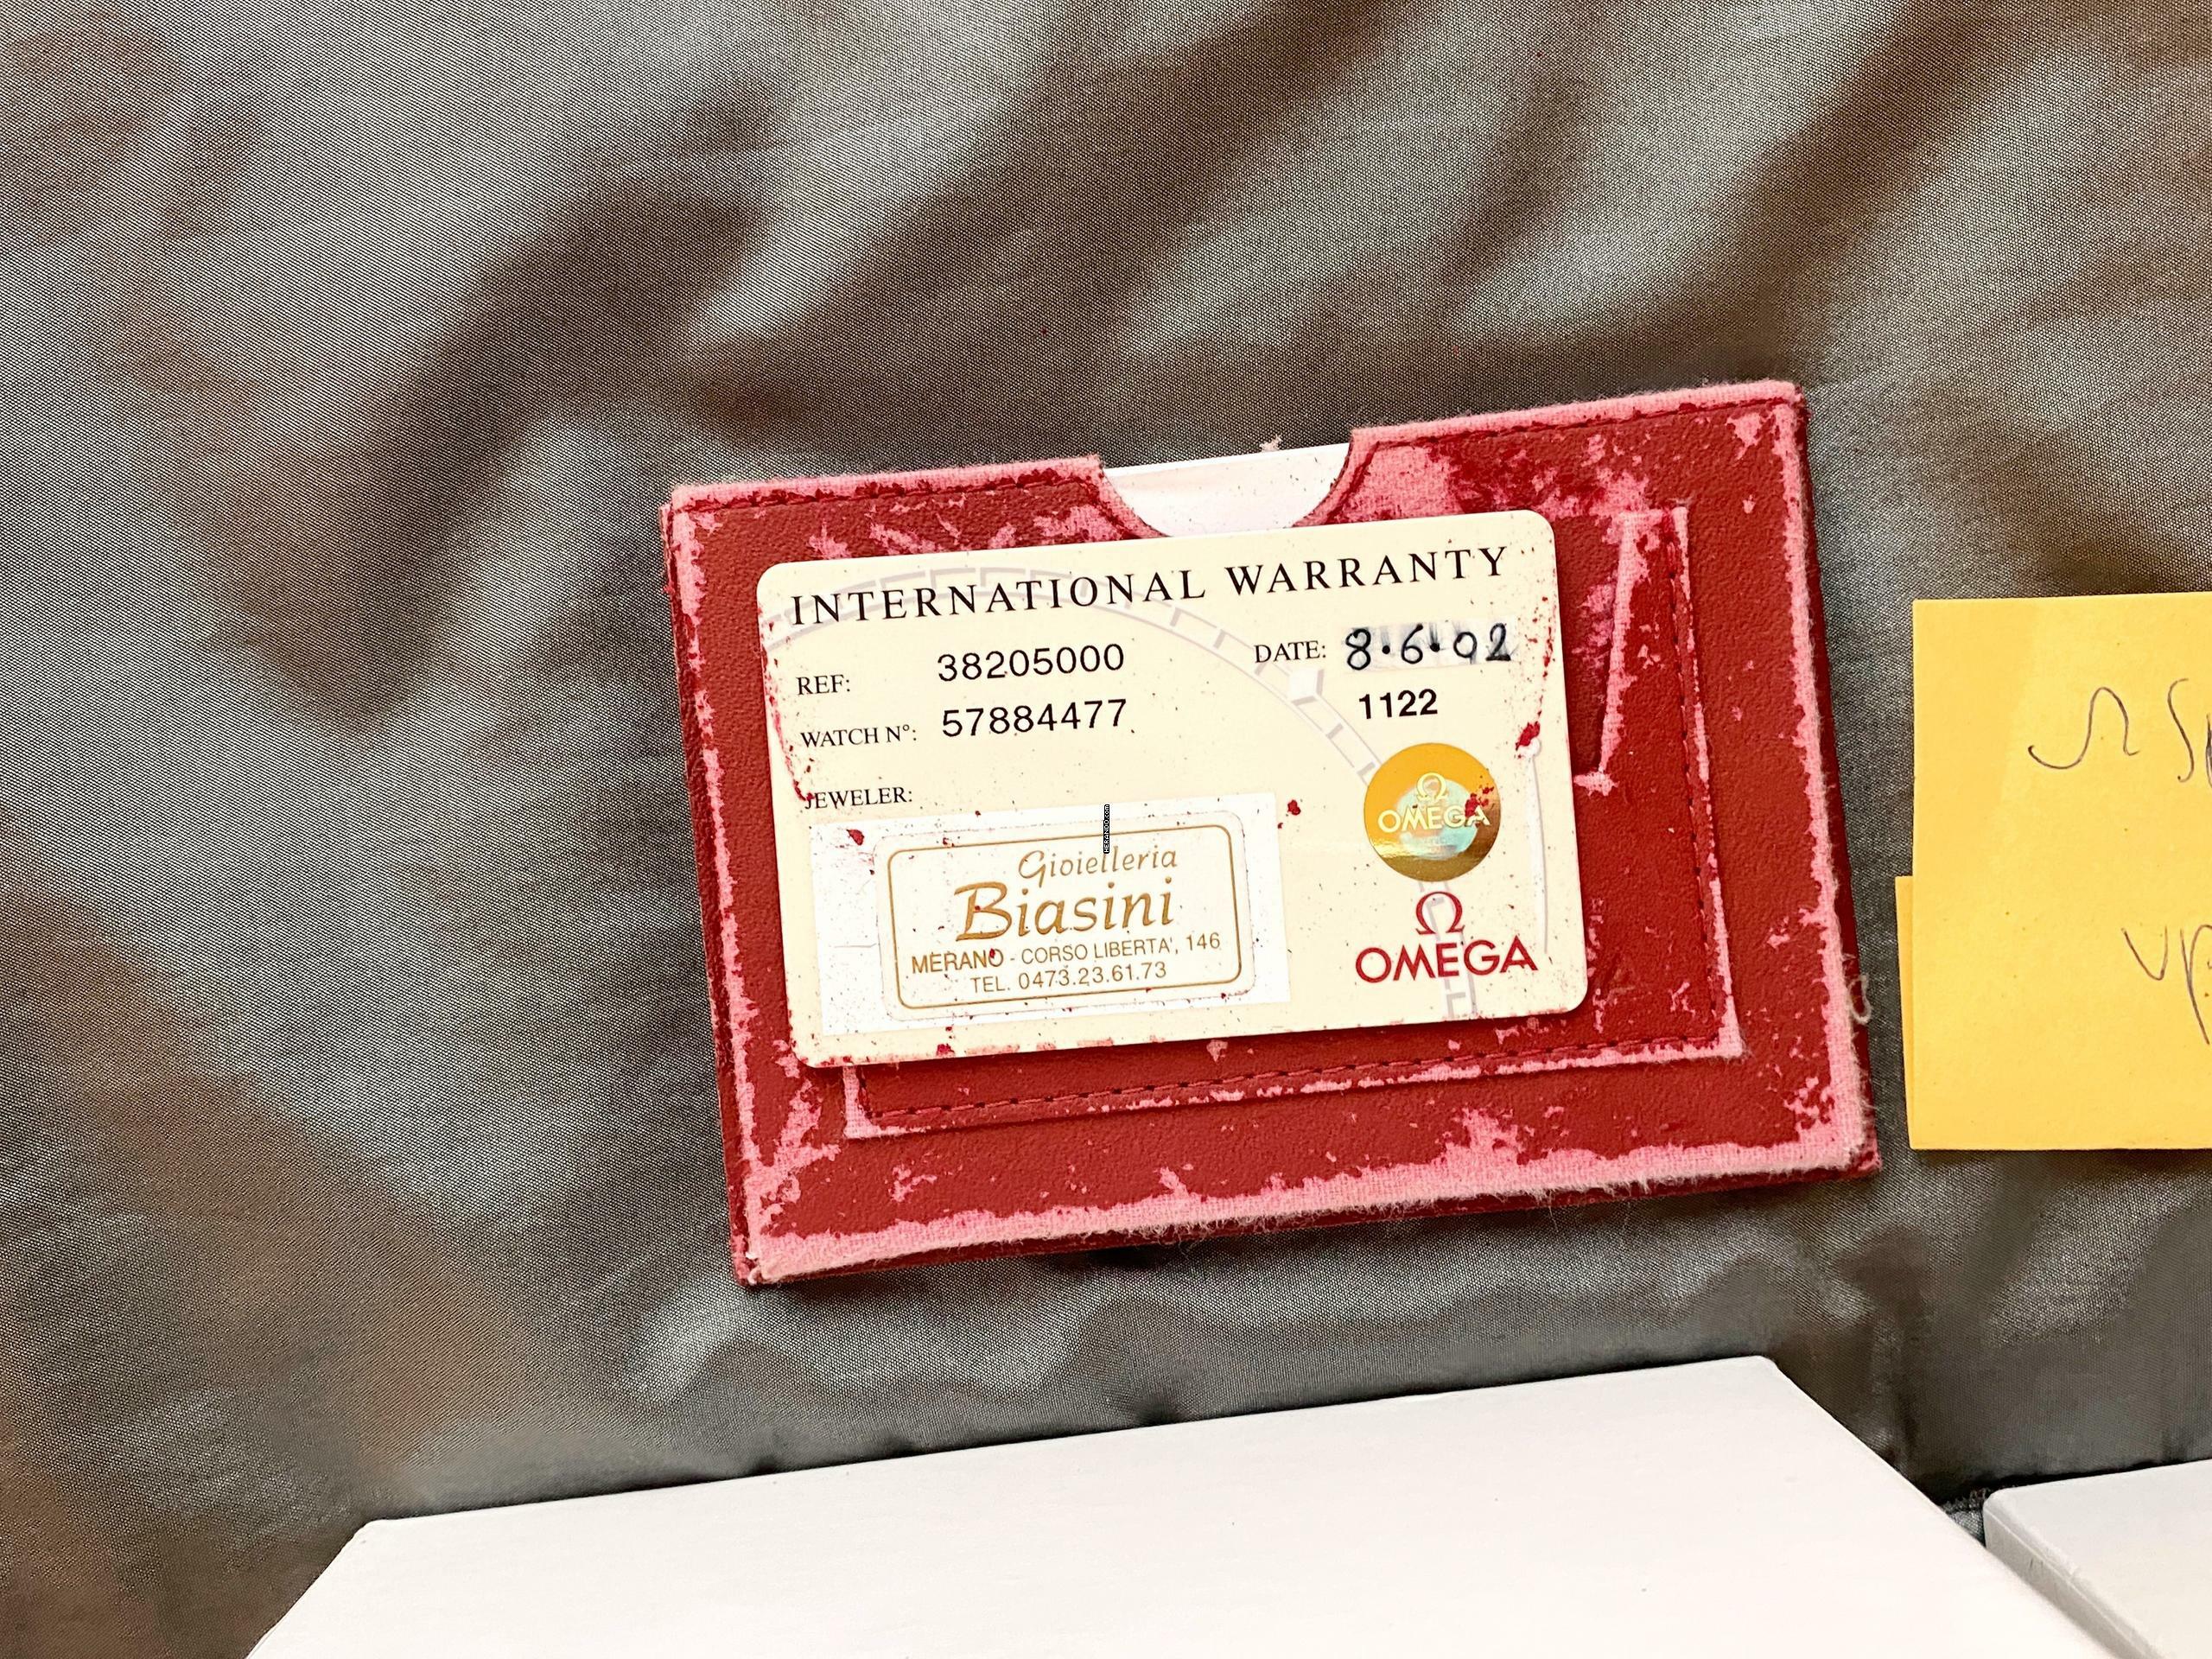 INTERNATIONAL WARRANTY
REF: 38205000
DATE: 8·6·02
WATCH N°: 57884477
1122
JEWELER:
Gioielleria
Biasini
MERANO - CORSO LIBERTA', 146
TEL. 0473.23.61.73
Ω
OMEGA
Ω
OMEGA